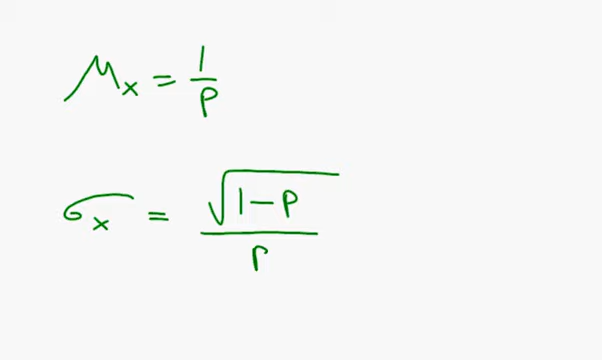 μₓ = 1/P
σₓ = √(1-P)/P